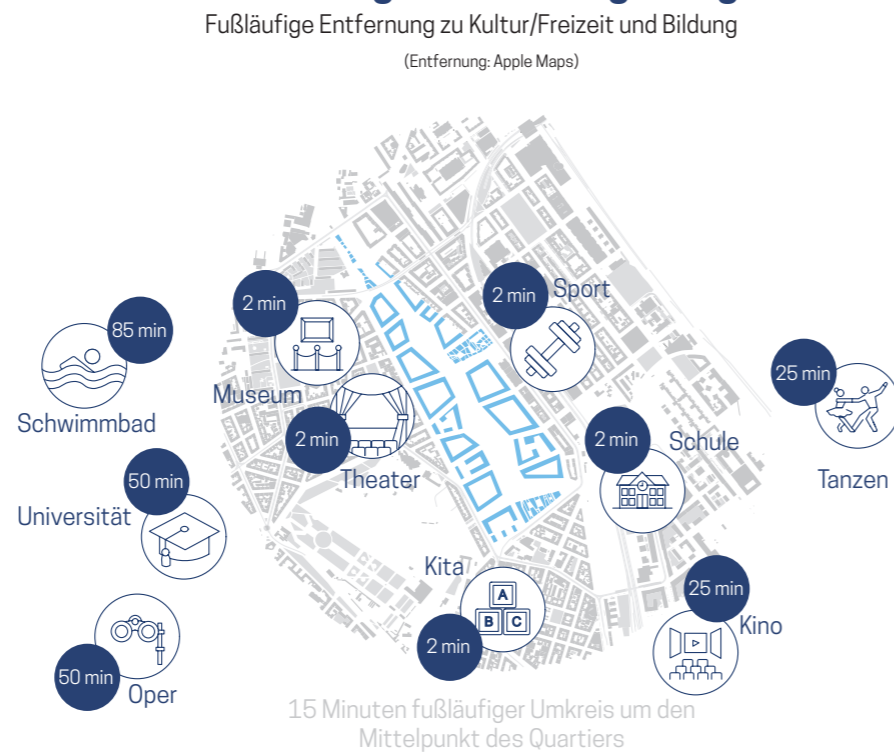 Fußläufige Entfernung zu Kultur/Freizeit und Bildung
(Entfernung: Apple Maps)
2 min
Sport
2 min
85 min
25 min
Museum
Schwimmbad
2 min
2 min
Schule
Theater
Tanzen
50 min
Universität
Kita
A
B
C
25 min
Kino
2 min
50 min
Oper
15 Minuten fußläufiger Umkreis um den
Mittelpunkt des Quartiers